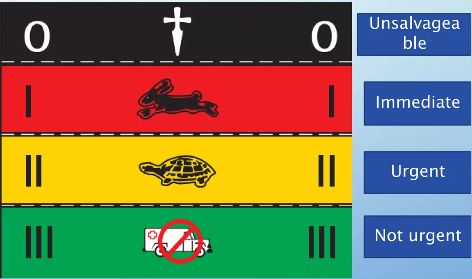 0 0 Unsalvagea
ble
I I Immediate
II II Urgent
III III Not urgent